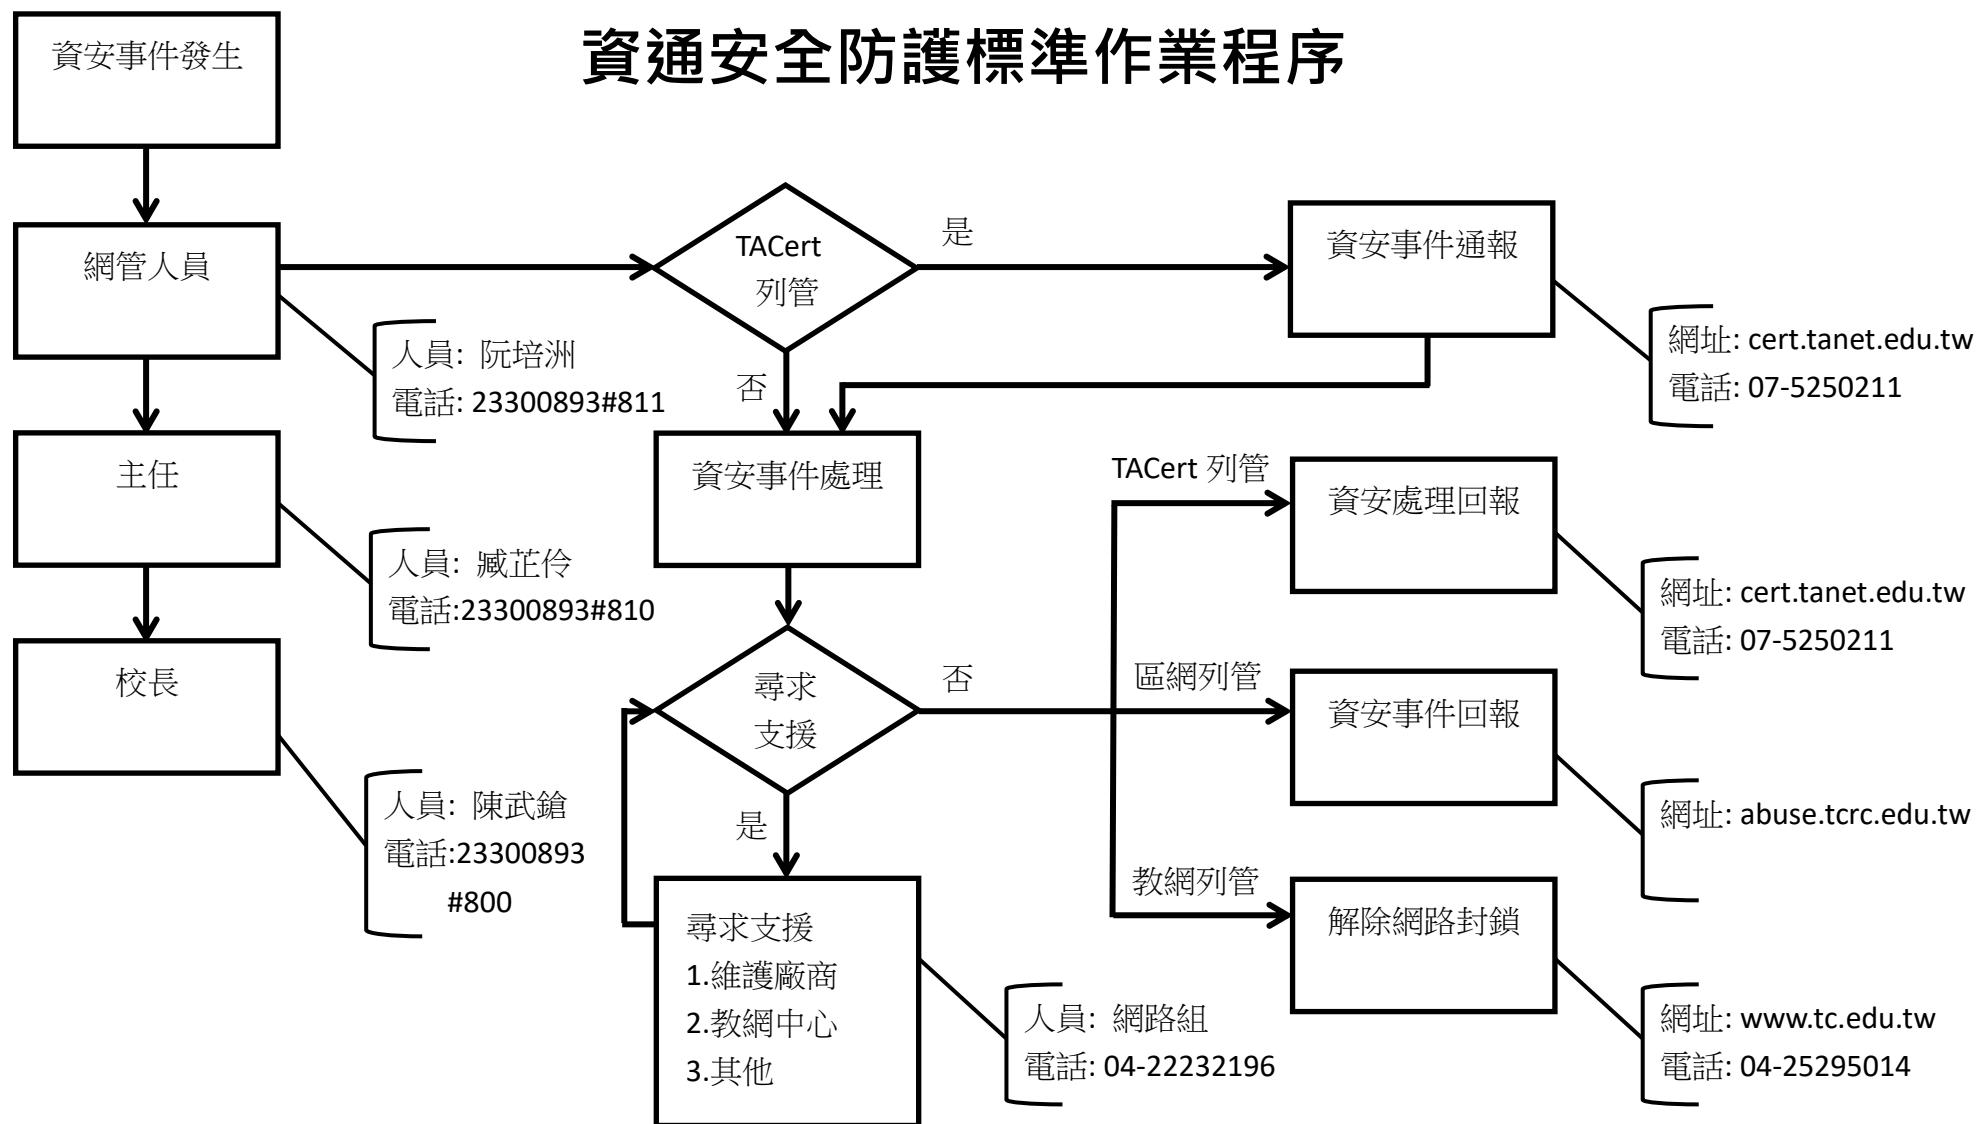 資通安全防護標準作業程序
資安事件發生
網管人員
人員: 阮培洲
電話: 23300893#811
主任
人員: 臧芷伶
電話:23300893#810
校長
人員: 陳武鎗
電話:23300893
#800
TACert
列管
是
否
資安事件通報
網址: cert.tanet.edu.tw
電話: 07-5250211
資安事件處理
尋求
支援
否
是
尋求支援
1.維護廠商
2.教網中心
3.其他
人員: 網路組
電話: 04-22232196
TACert 列管
資安處理回報
網址: cert.tanet.edu.tw
電話: 07-5250211
區網列管
資安事件回報
網址: abuse.tcrc.edu.tw
教網列管
解除網路封鎖
網址: www.tc.edu.tw
電話: 04-25295014